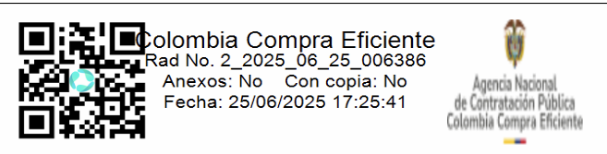 Colombia Compra Eficiente
Rad No. 2_2025_06_25_006386
Anexos: No Con copia: No
Fecha: 25/06/2025 17:25:41
Agencia Nacional
de Contratación Pública
Colombia Compra Eficiente